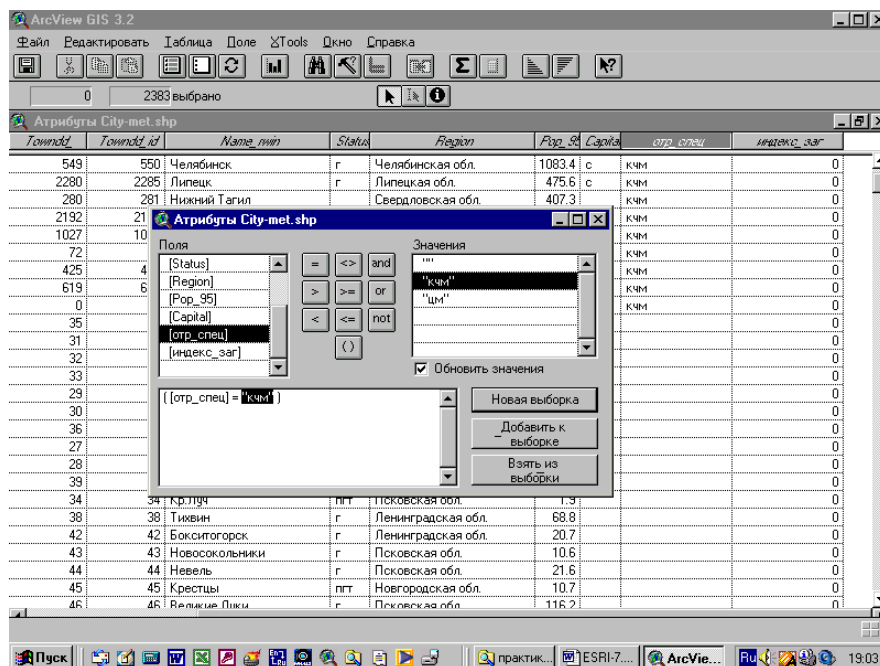 ArcView GIS 3.2
Файл Редактировать Таблица Поле XTools Окно Справка
0 2383 выбрано
Атрибуты City-met.shp
Towndd_ Towndd_id Name_rwin Status Region Pop_95 Capital отр_спец индекс_заг
549 550 Челябинск г Челябинская обл. 1083.4 с кчм 0
2280 2285 Липецк г Липецкая обл. 475.6 с кчм 0
280 281 Нижний Тагил Свердловская обл. 407.3 кчм 0
2192 21 кчм 0
1027 10 кчм 0
72 кчм 0
425 4 кчм 0
619 6 кчм 0
0 кчм 0
35 0
31 0
32 0
33 0
29 0
30 0
36 0
27 0
28 0
39 0
34 34 Кр.Луч пгт Псковская обл. 1.9 0
38 38 Тихвин г Ленинградская обл. 68.8 0
42 42 Бокситогорск г Ленинградская обл. 20.7 0
43 43 Новосокольники г Псковская обл. 10.6 0
44 44 Невель г Псковская обл. 21.6 0
45 45 Крестцы пгт Новгородская обл. 10.7 0
46 46 Великие Луки г Псковская обл. 116.2 0
Атрибуты City-met.shp
Поля
[Status]
[Region]
[Pop_95]
[Capital]
[отр_спец]
[индекс_заг]
= <> and
> >= or
< <= not
( )
Значения
""
"кчм"
"цм"
Обновить значения
( [отр_спец] = "кчм" )
Новая выборка
Добавить к выборке
Взять из выборки
Пуск практик... ESRI-7.... ArcVie... Ru 19:03